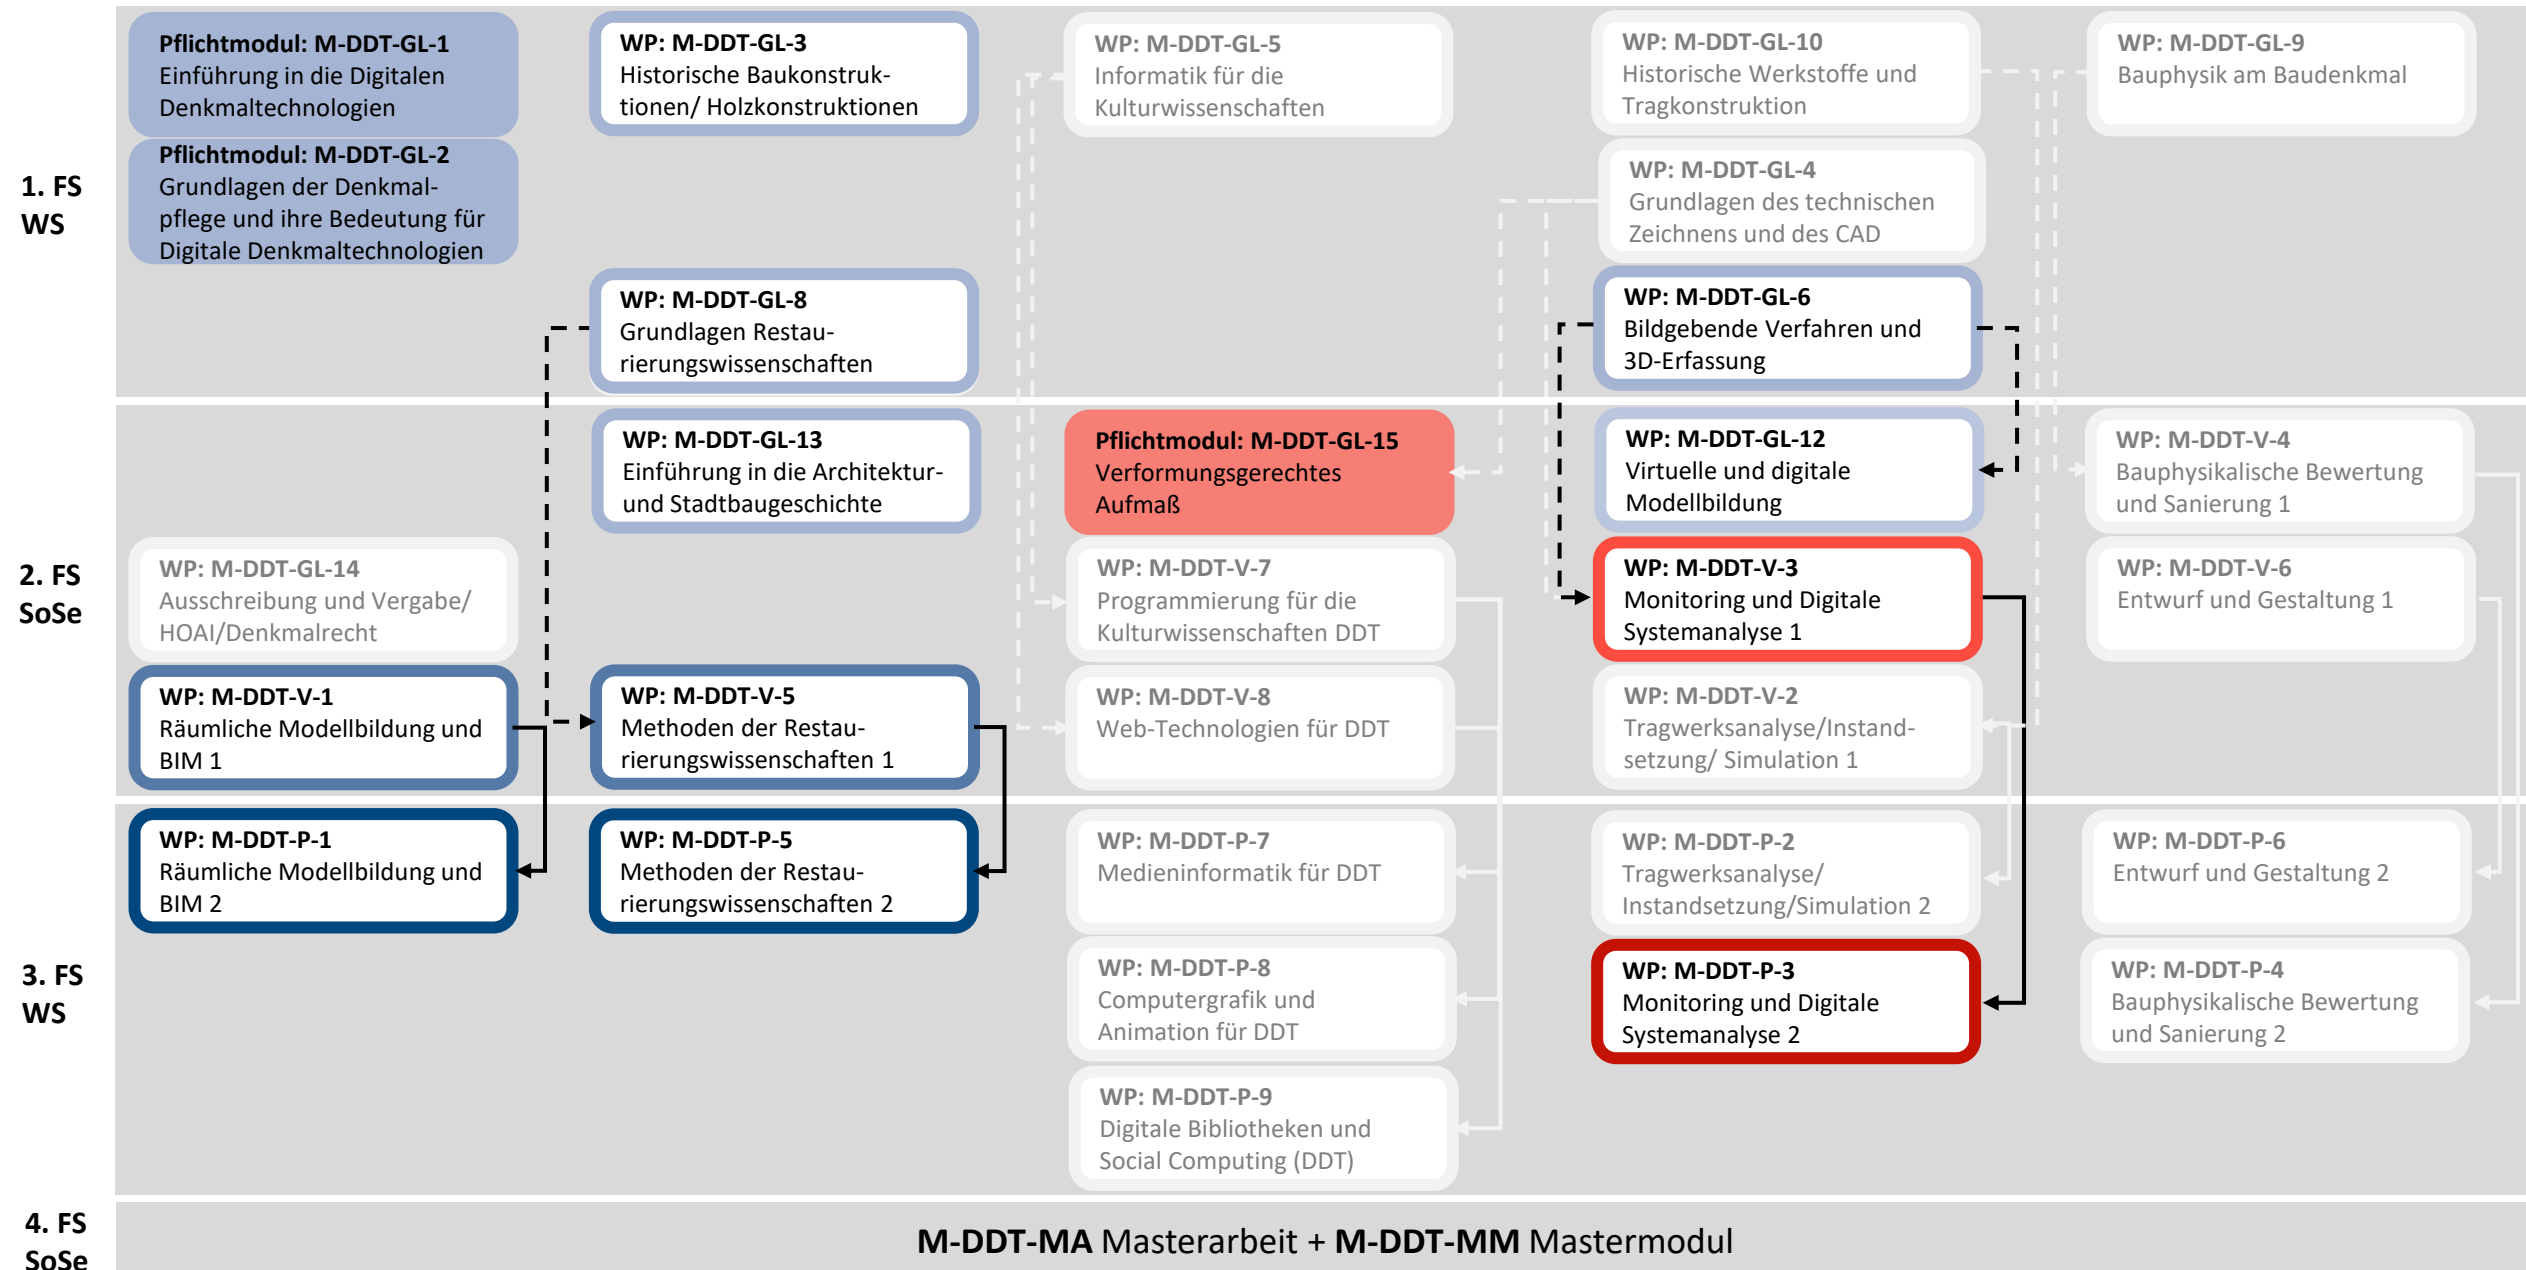 1. FS
WS
Pflichtmodul: M-DDT-GL-1
Einführung in die Digitalen
Denkmaltechnologien
Pflichtmodul: M-DDT-GL-2
Grundlagen der Denkmal-
pflege und ihre Bedeutung für
Digitale Denkmaltechnologien
WP: M-DDT-GL-3
Historische Baukonstruk-
tionen/ Holzkonstruktionen
WP: M-DDT-GL-8
Grundlagen Restau-
rierungswissenschaften
WP: M-DDT-GL-5
Informatik für die
Kulturwissenschaften
WP: M-DDT-GL-10
Historische Werkstoffe und
Tragkonstruktion
WP: M-DDT-GL-4
Grundlagen des technischen
Zeichnens und des CAD
WP: M-DDT-GL-6
Bildgebende Verfahren und
3D-Erfassung
WP: M-DDT-GL-9
Bauphysik am Baudenkmal
2. FS
SoSe
WP: M-DDT-GL-14
Ausschreibung und Vergabe/
HOAI/Denkmalrecht
WP: M-DDT-V-1
Räumliche Modellbildung und
BIM 1
WP: M-DDT-GL-13
Einführung in die Architektur-
und Stadtbaugeschichte
WP: M-DDT-V-5
Methoden der Restau-
rierungswissenschaften 1
Pflichtmodul: M-DDT-GL-15
Verformungsgerechtes
Aufmaß
WP: M-DDT-V-7
Programmierung für die
Kulturwissenschaften DDT
WP: M-DDT-V-8
Web-Technologien für DDT
WP: M-DDT-GL-12
Virtuelle und digitale
Modellbildung
WP: M-DDT-V-3
Monitoring und Digitale
Systemanalyse 1
WP: M-DDT-V-2
Tragwerksanalyse/Instand-
setzung/ Simulation 1
WP: M-DDT-V-4
Bauphysikalische Bewertung
und Sanierung 1
WP: M-DDT-V-6
Entwurf und Gestaltung 1
3. FS
WS
WP: M-DDT-P-1
Räumliche Modellbildung und
BIM 2
WP: M-DDT-P-5
Methoden der Restau-
rierungswissenschaften 2
WP: M-DDT-P-7
Medieninformatik für DDT
WP: M-DDT-P-8
Computergrafik und
Animation für DDT
WP: M-DDT-P-9
Digitale Bibliotheken und
Social Computing (DDT)
WP: M-DDT-P-2
Tragwerksanalyse/
Instandsetzung/Simulation 2
WP: M-DDT-P-3
Monitoring und Digitale
Systemanalyse 2
WP: M-DDT-P-6
Entwurf und Gestaltung 2
WP: M-DDT-P-4
Bauphysikalische Bewertung
und Sanierung 2
4. FS
SoSe
M-DDT-MA Masterarbeit + M-DDT-MM Mastermodul